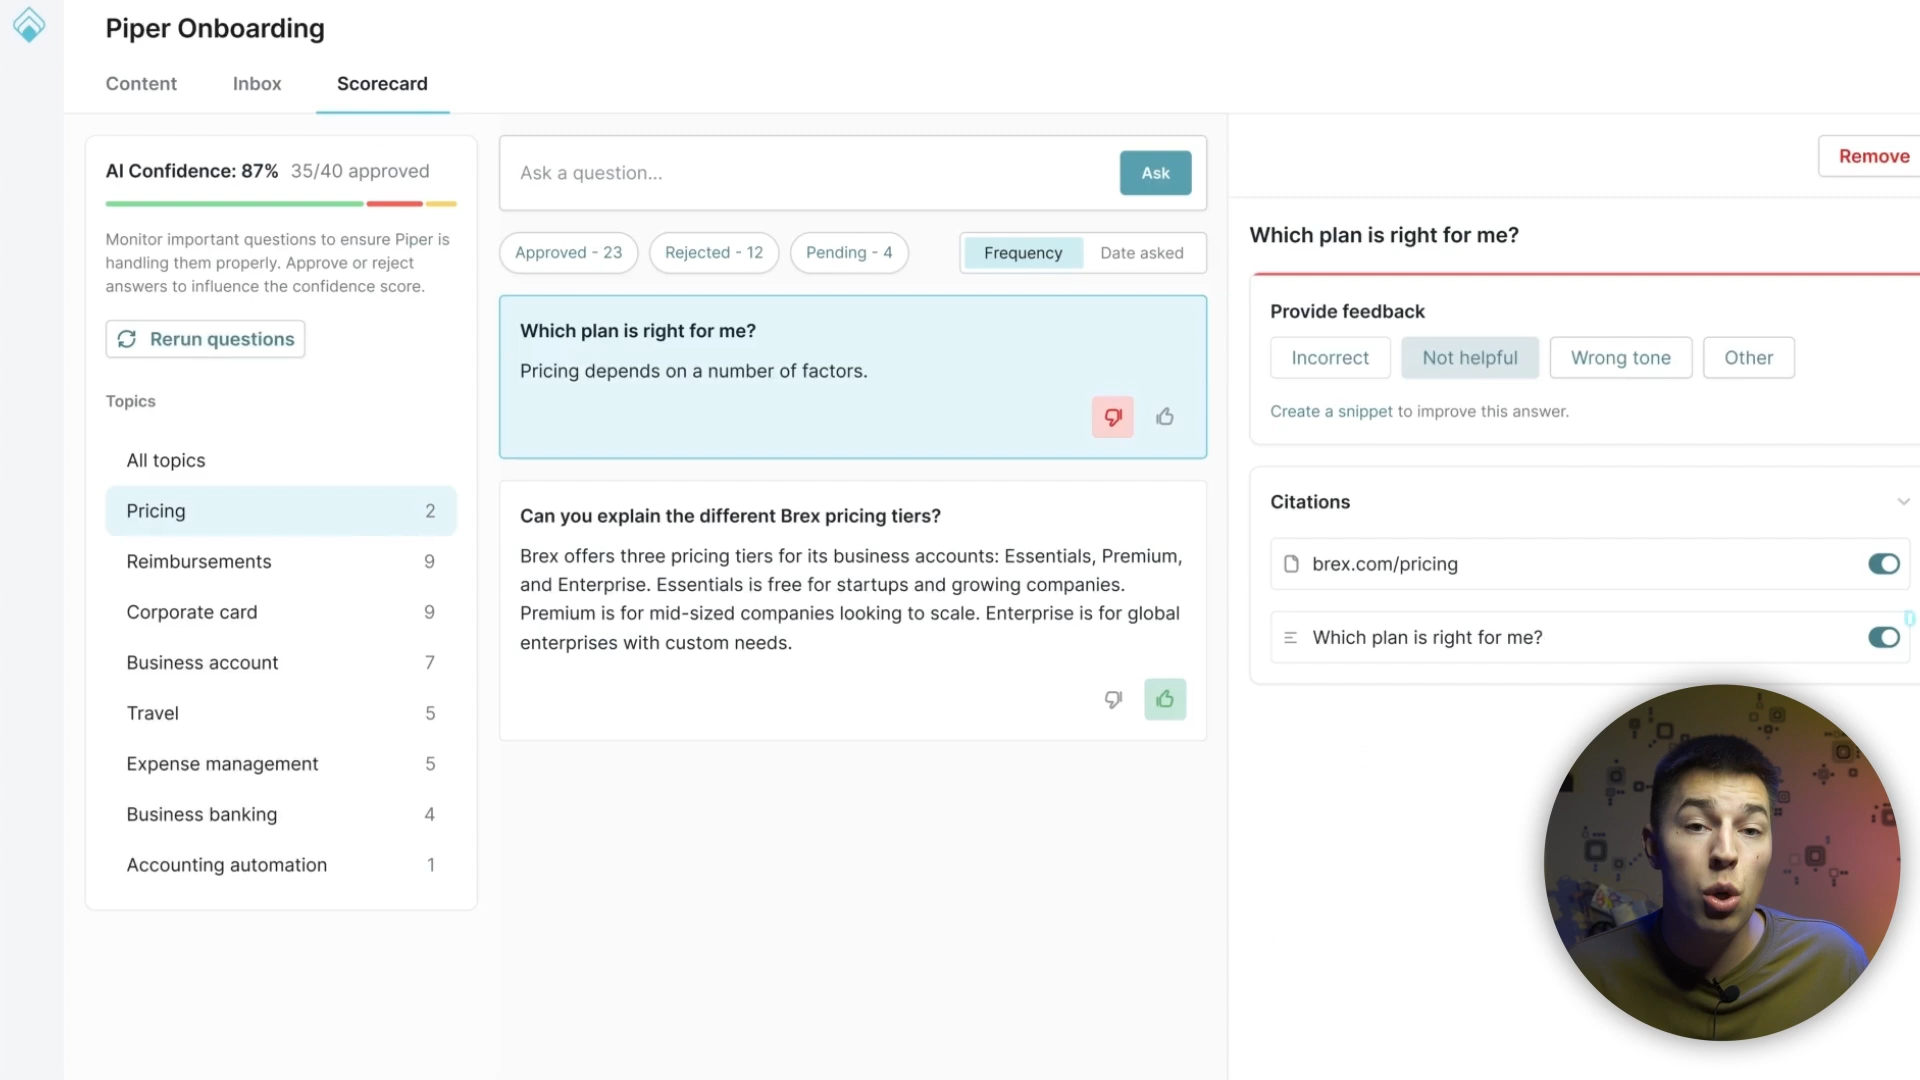 Piper Onboarding
Content
Inbox
Scorecard
AI Confidence: 87% 35/40 approved
Monitor important questions to ensure Piper is
handling them properly. Approve or reject
answers to influence the confidence score.
Rerun questions
Topics
All topics
Pricing 2
Reimbursements 9
Corporate card 9
Business account 7
Travel 5
Expense management 5
Business banking 4
Accounting automation 1
Ask a question...
Ask
Approved - 23
Rejected - 12
Pending - 4
Frequency
Date asked
Which plan is right for me?
Pricing depends on a number of factors.
Can you explain the different Brex pricing tiers?
Brex offers three pricing tiers for its business accounts: Essentials, Premium,
and Enterprise. Essentials is free for startups and growing companies.
Premium is for mid-sized companies looking to scale. Enterprise is for global
enterprises with custom needs.
Remove
Which plan is right for me?
Provide feedback
Incorrect
Not helpful
Wrong tone
Other
Create a snippet to improve this answer.
Citations
brex.com/pricing
Which plan is right for me?